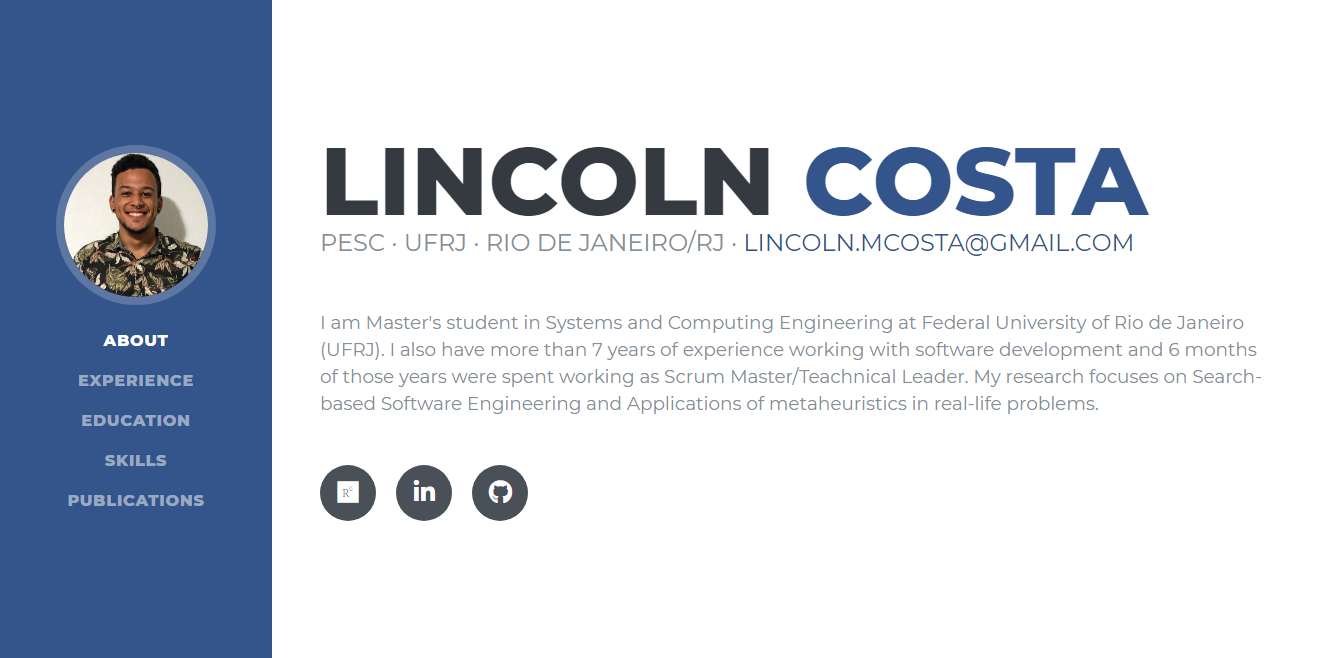 ABOUT
EXPERIENCE
EDUCATION
SKILLS
PUBLICATIONS
LINCOLN COSTA
PESC · UFRJ · RIO DE JANEIRO/RJ · LINCOLN.MCOSTA@GMAIL.COM
I am Master's student in Systems and Computing Engineering at Federal University of Rio de Janeiro
(UFRJ). I also have more than 7 years of experience working with software development and 6 months
of those years were spent working as Scrum Master/Teachnical Leader. My research focuses on Search-
based Software Engineering and Applications of metaheuristics in real-life problems.
R G
in